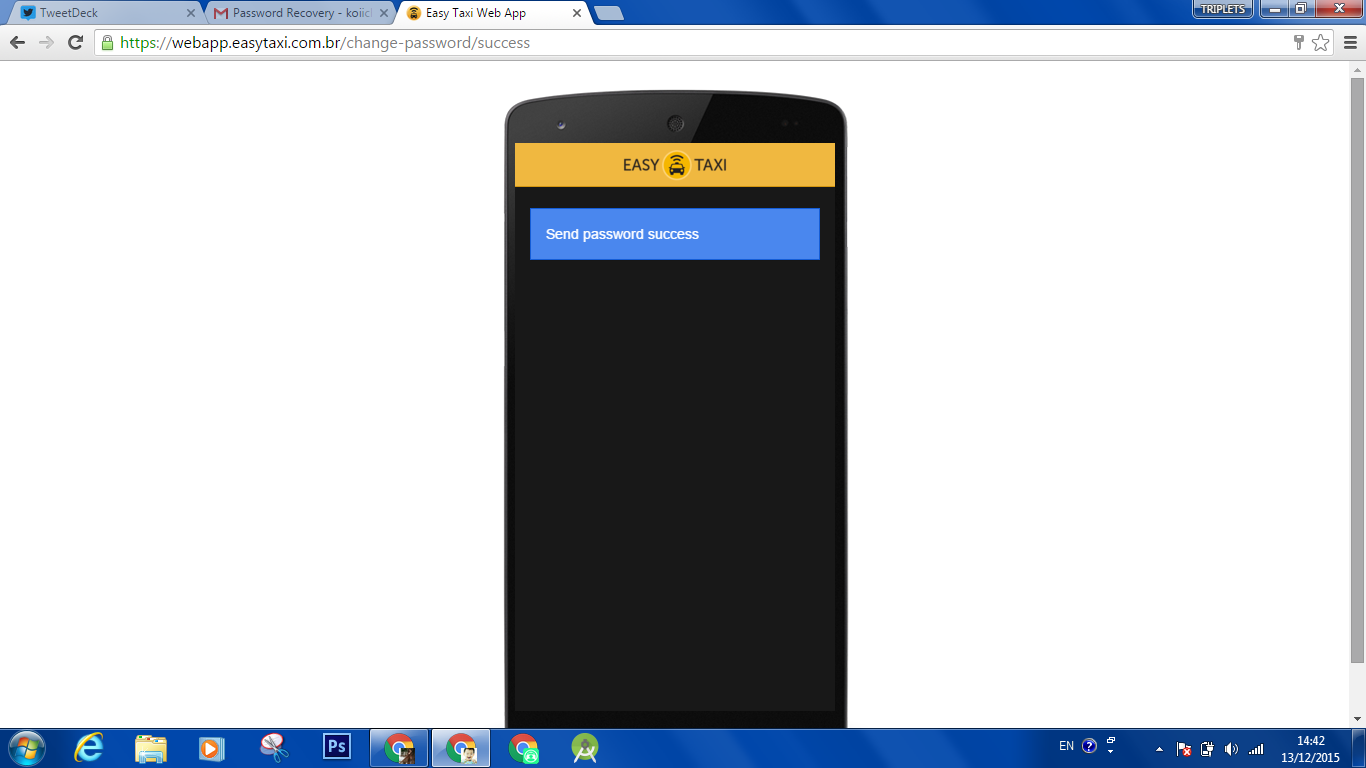 TweetDeck
Password Recovery - koiic
Easy Taxi Web App
TRIPLETS
https://webapp.easytaxi.com.br/change-password/success
EASY TAXI
Send password success
Ps
EN
14:42
13/12/2015